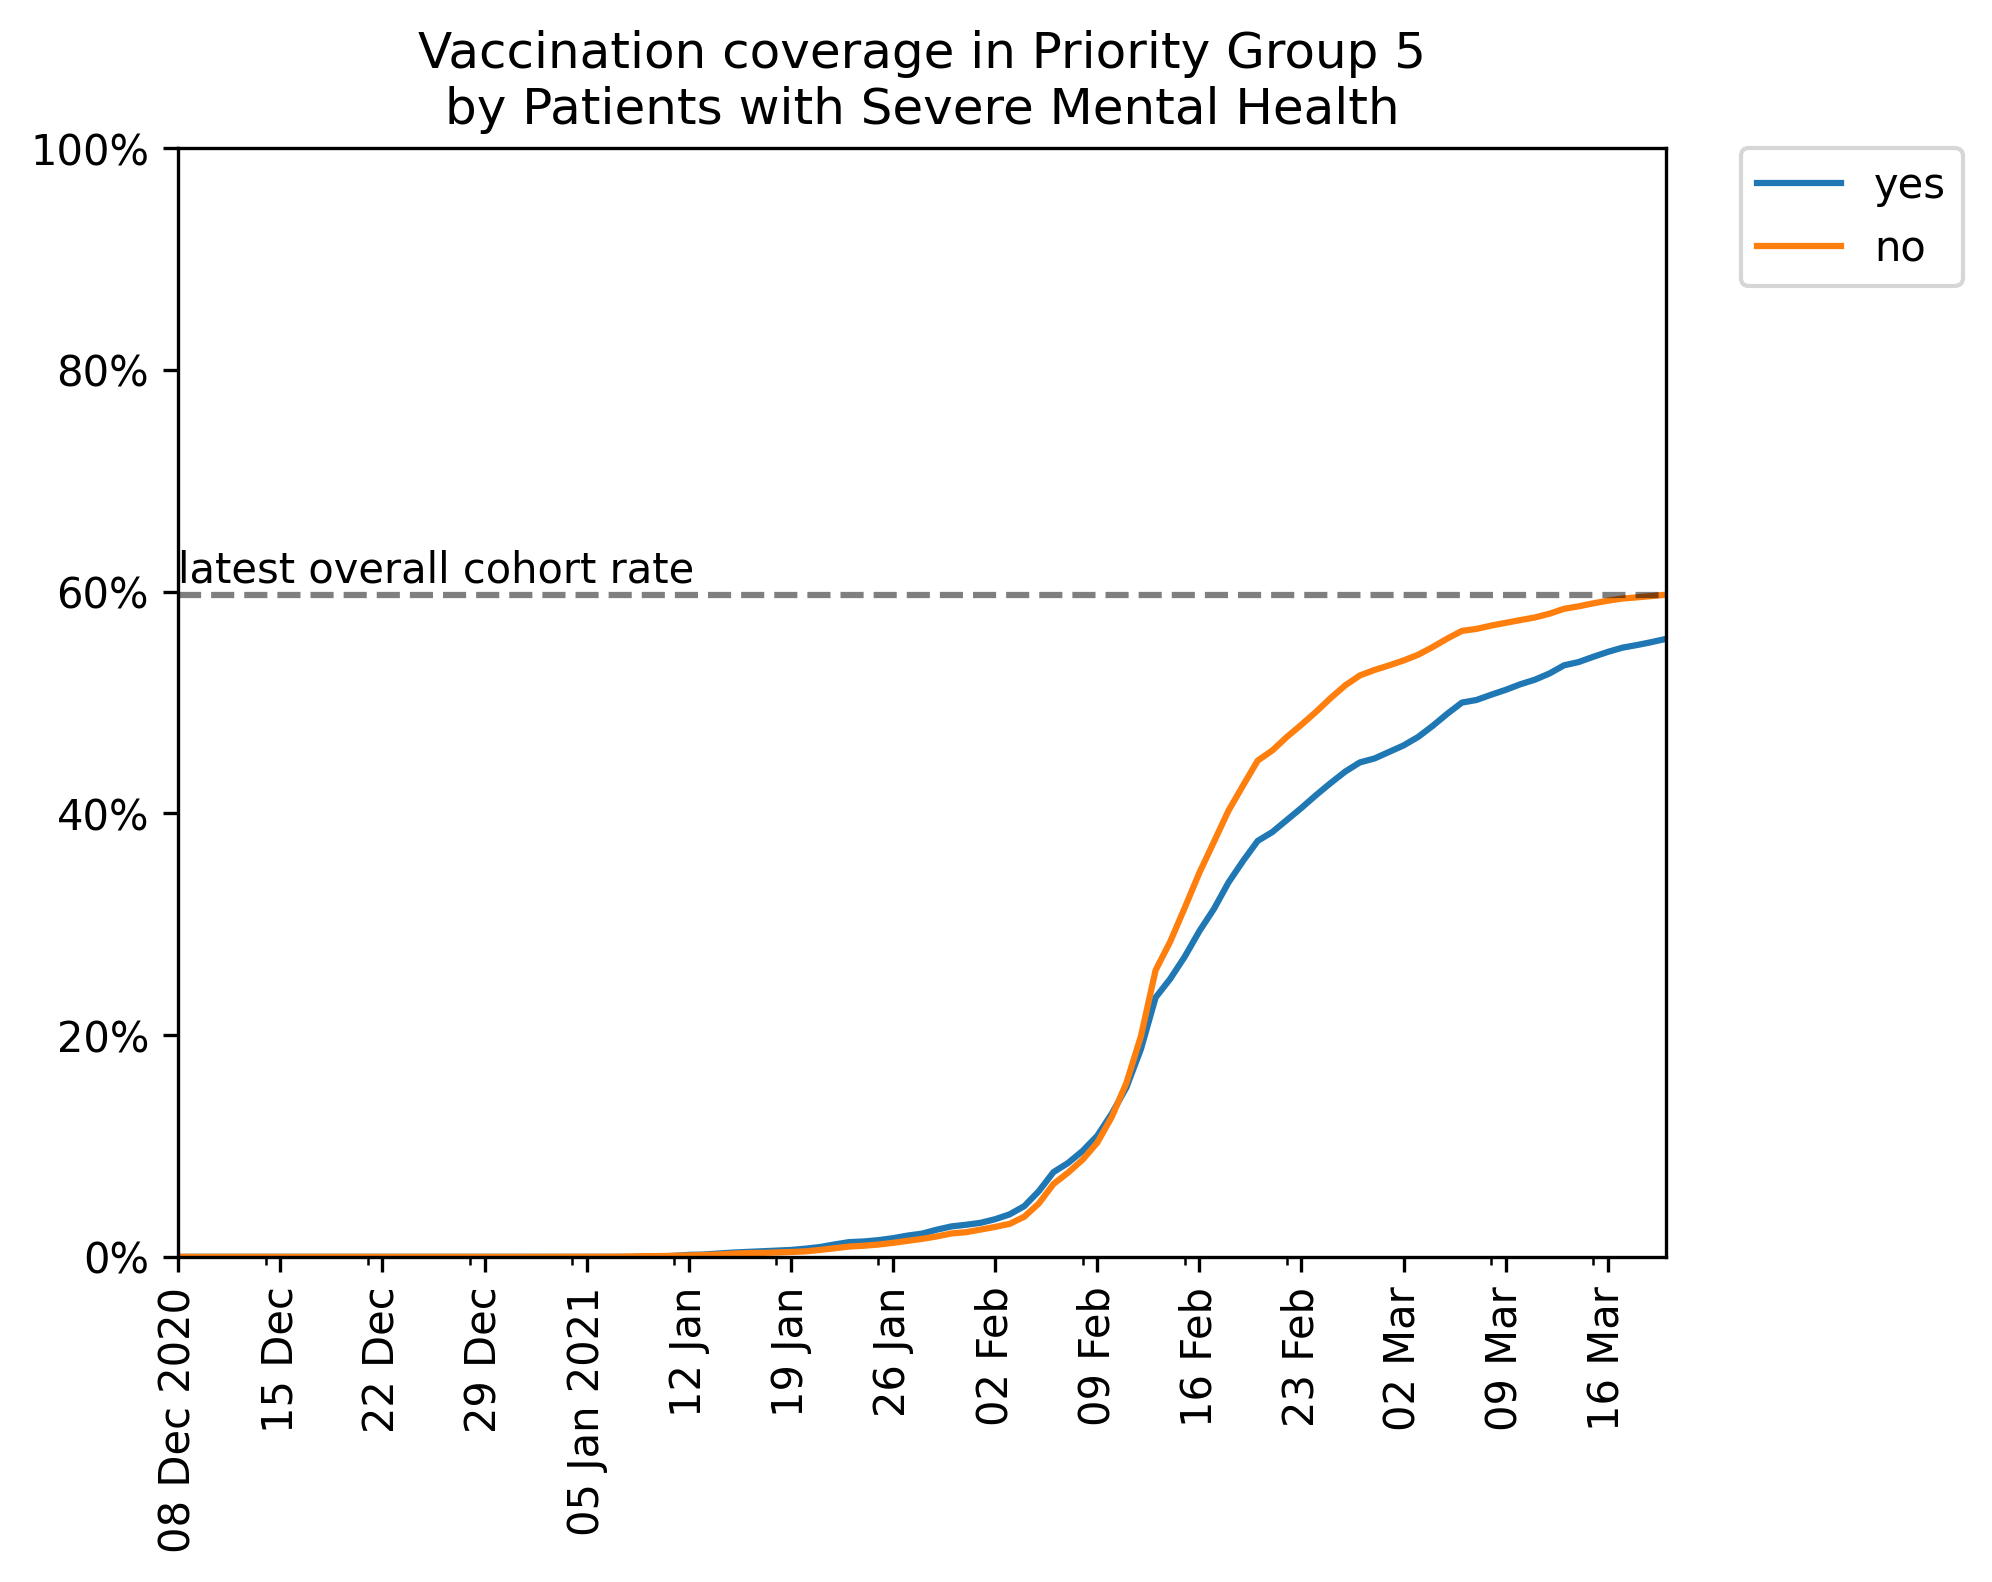 Vaccination coverage in Priority Group 5
by Patients with Severe Mental Health
100%
80%
60%
40%
20%
0%
latest overall cohort rate
yes
no
08 Dec 2020
15 Dec
22 Dec
29 Dec
05 Jan 2021
12 Jan
19 Jan
26 Jan
02 Feb
09 Feb
16 Feb
23 Feb
02 Mar
09 Mar
16 Mar